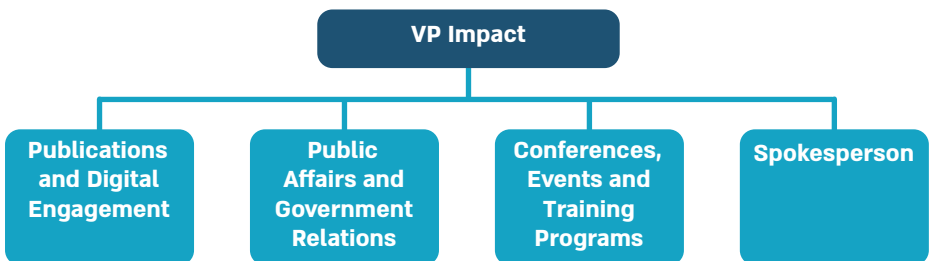 VP Impact
Publications
and Digital
Engagement
Public
Affairs and
Government
Relations
Conferences,
Events and
Training
Programs
Spokesperson